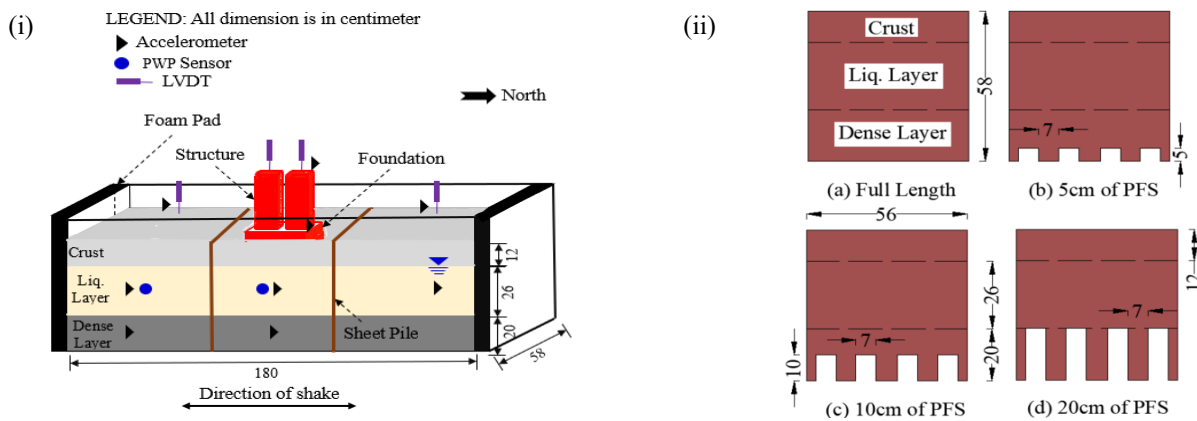 (i)
LEGEND: All dimension is in centimeter
Accelerometer
PWP Sensor
LVDT
North
Foam Pad
Structure
Foundation
Crust
Liq.
Layer
Dense
Layer
Sheet Pile
12
26
20
58
180
Direction of shake
(ii)
Crust
Liq. Layer
Dense Layer
58
(a) Full Length
7
5
(b) 5cm of PFS
56
7
10
(c) 10cm of PFS
26
20
7
12
(d) 20cm of PFS